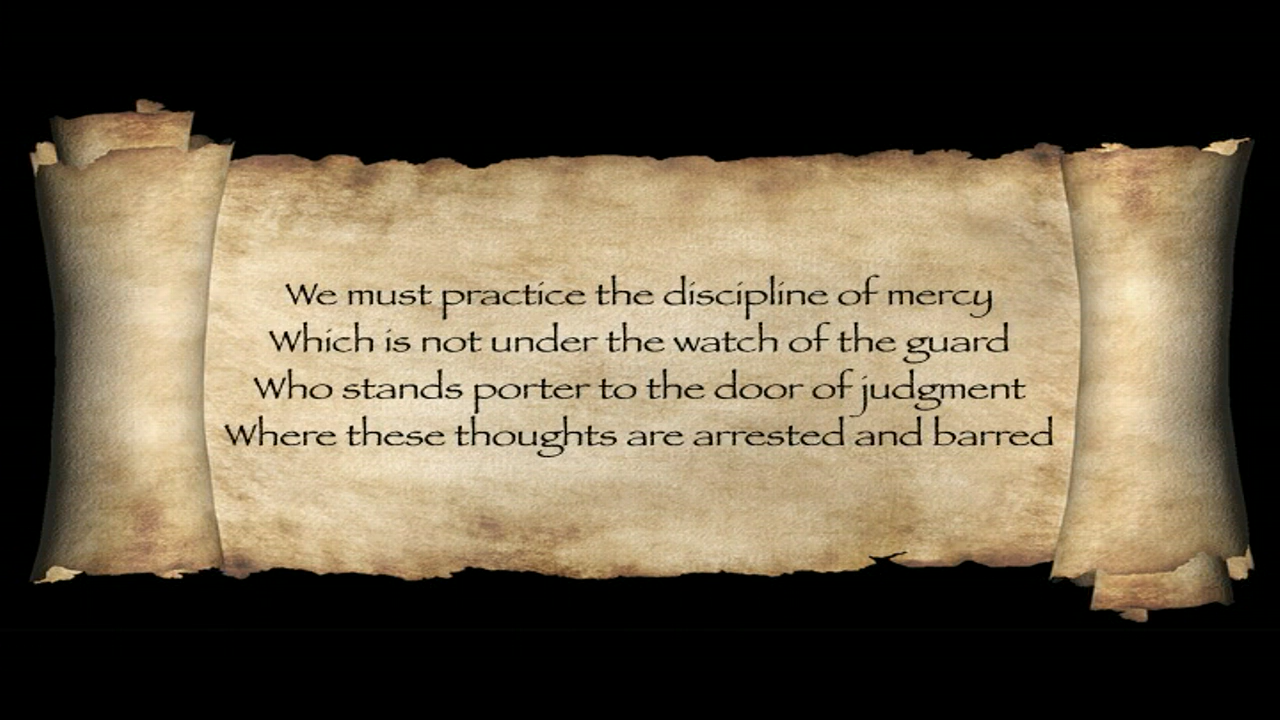 We must practice the discipline of mercy
Which is not under the watch of the guard
Who stands porter to the door of judgment
Where these thoughts are arrested and barred